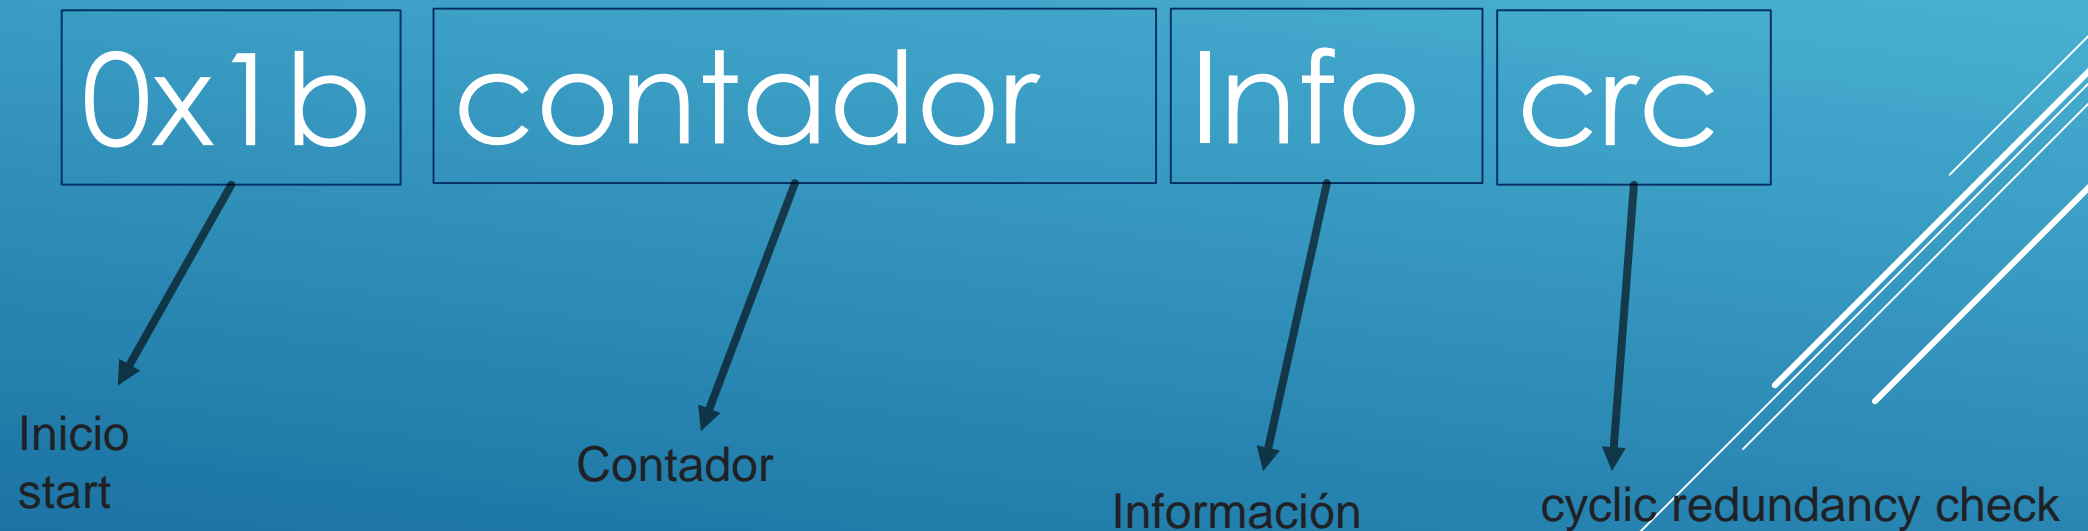 0x1b contador Info crc
Inicio
start
Contador
Información
cyclic redundancy check